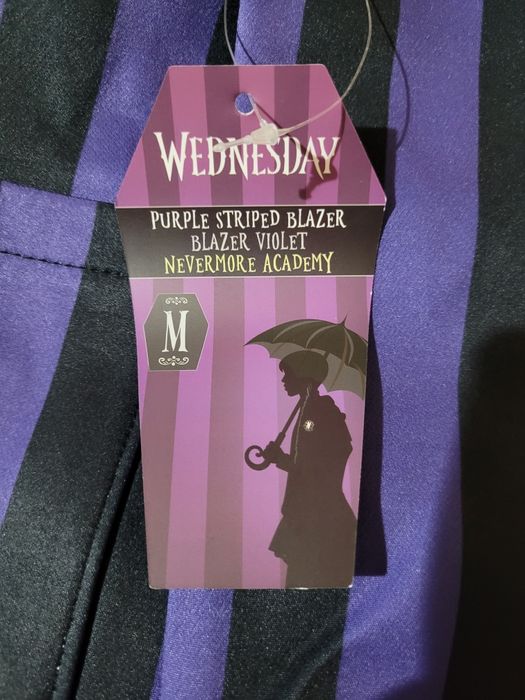 WEDNESDAY
PURPLE STRIPED BLAZER
BLAZER VIOLET
NEVERMORE ACADEMY
M